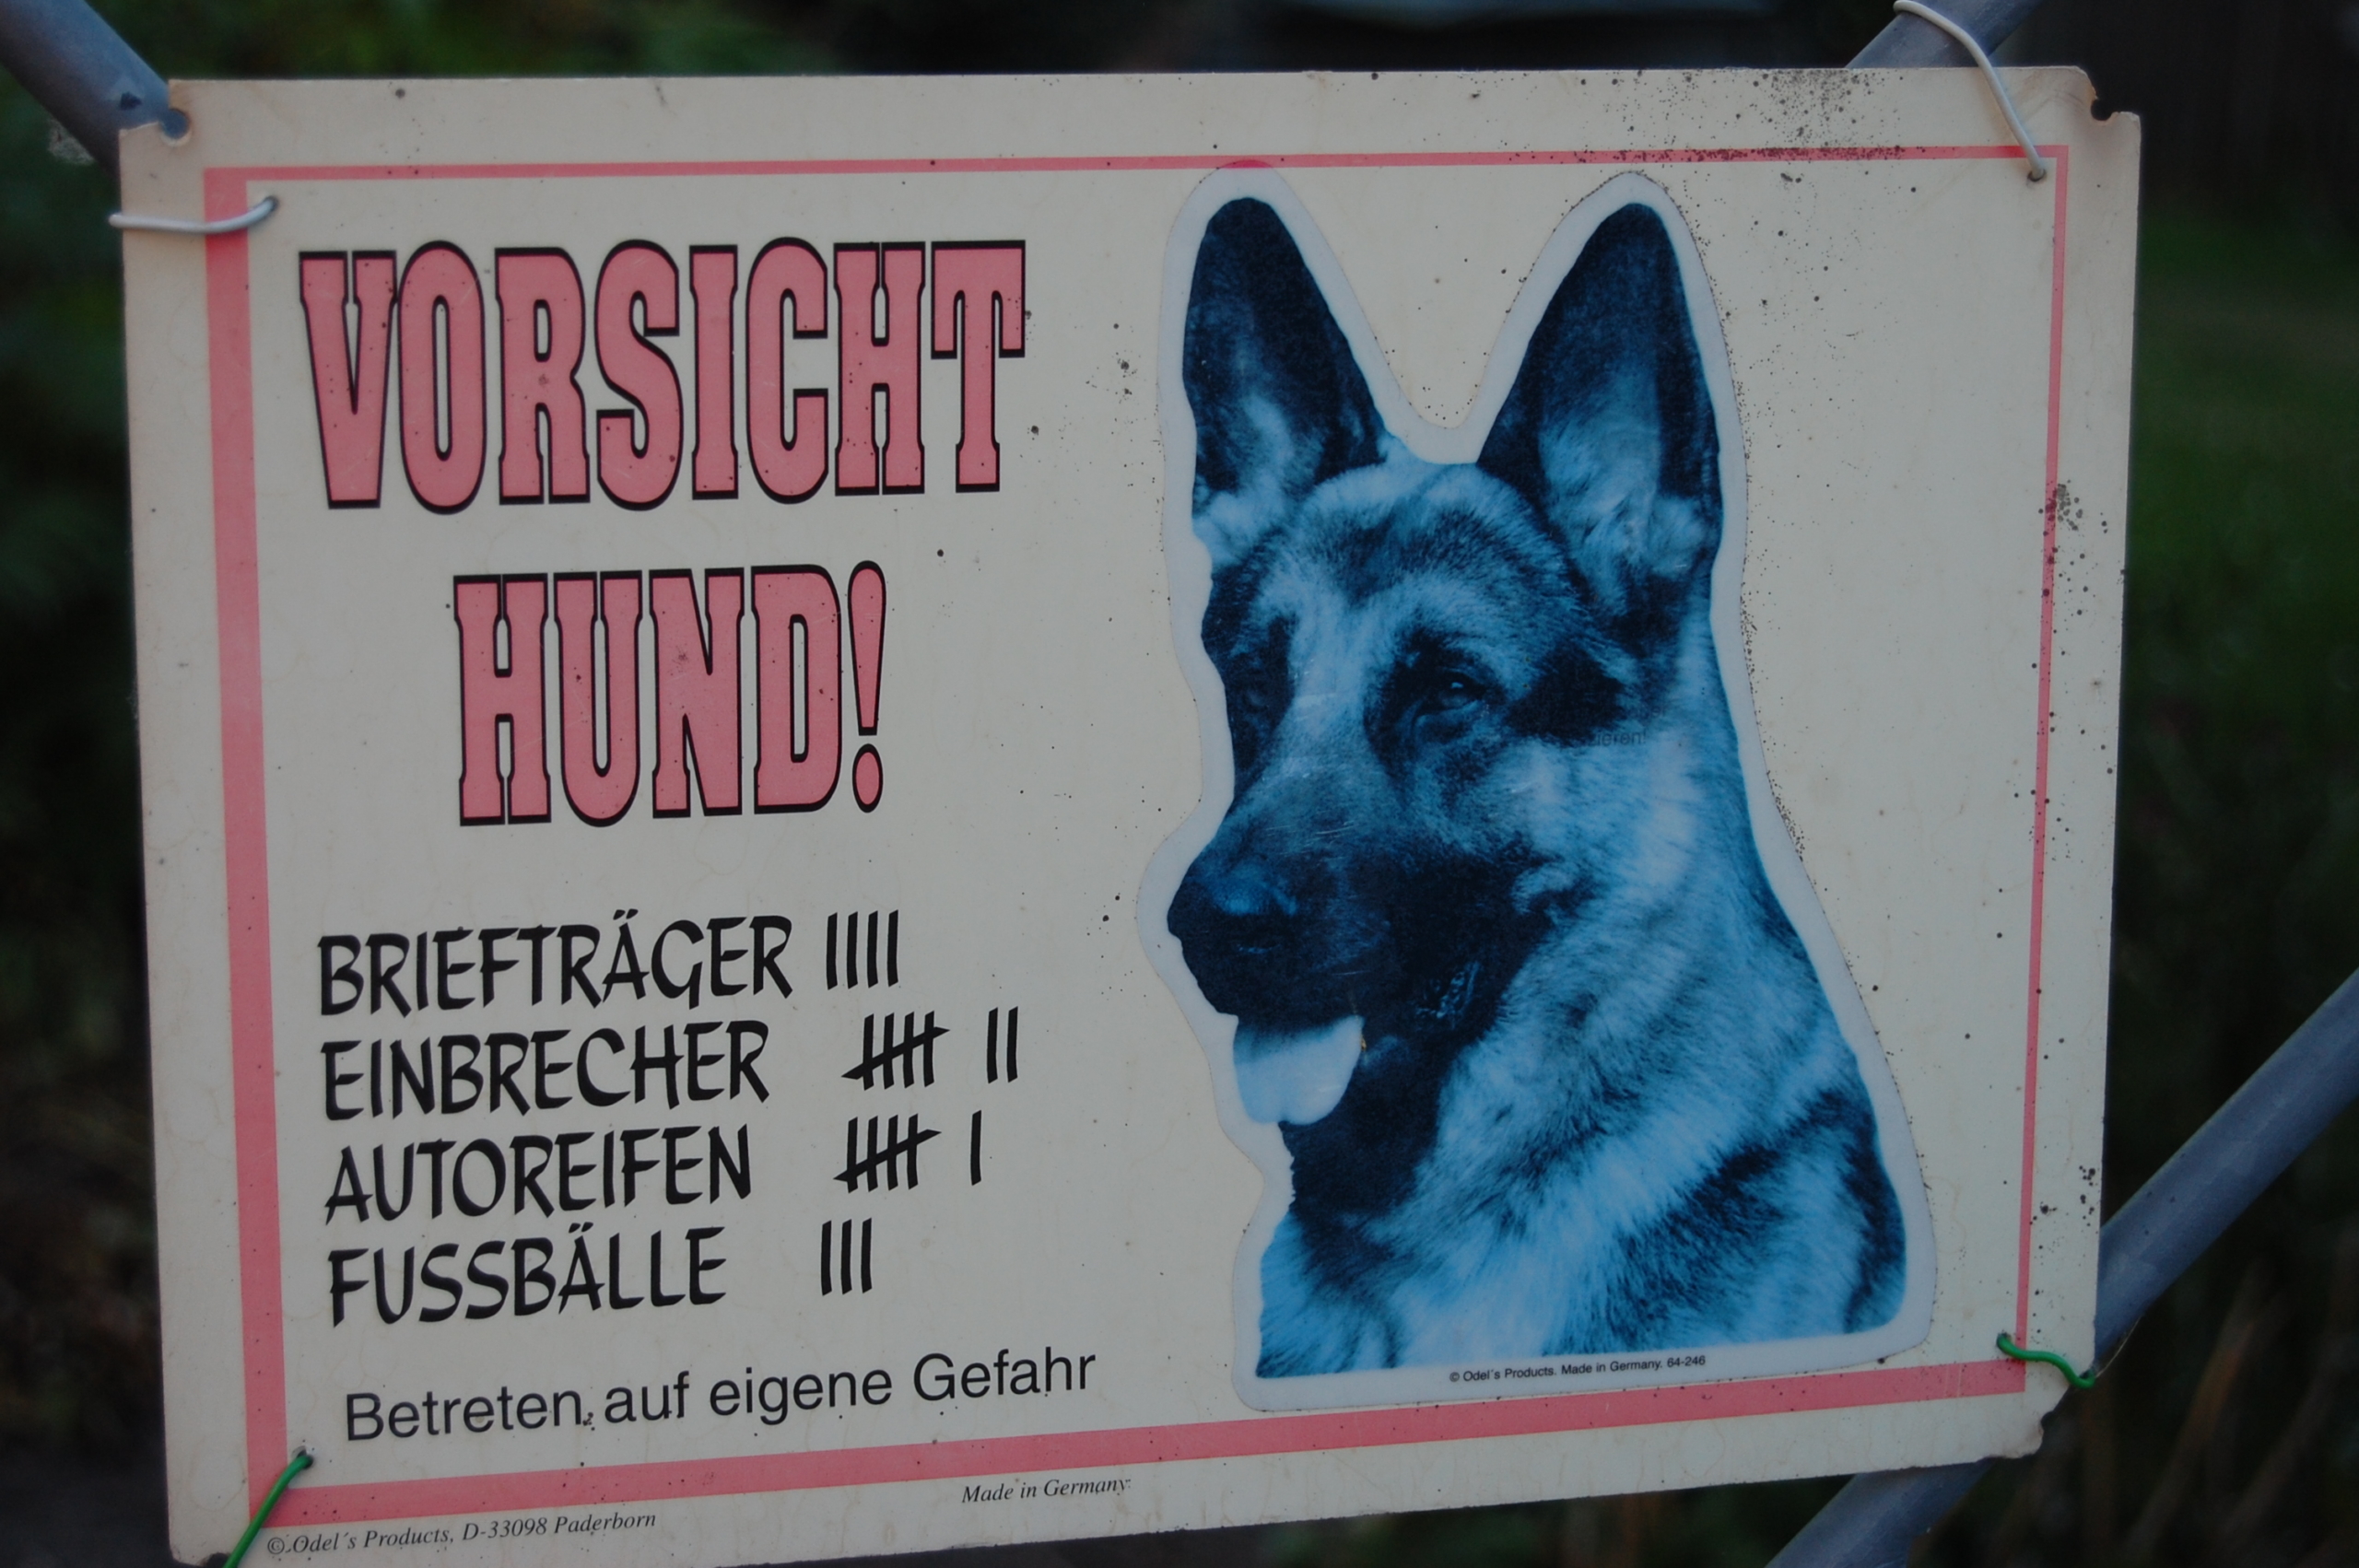 VORSICHT
HUND!
BRIEFTRÄGER IIII
EINBRECHER IIII II
AUTOREIFEN IIII I
FUSSBÄLLE III
Betreten auf eigene Gefahr
© Odel´s Products. Made in Germany. 64-246
Made in Germany
© Odel´s Products, D-33098 Paderborn